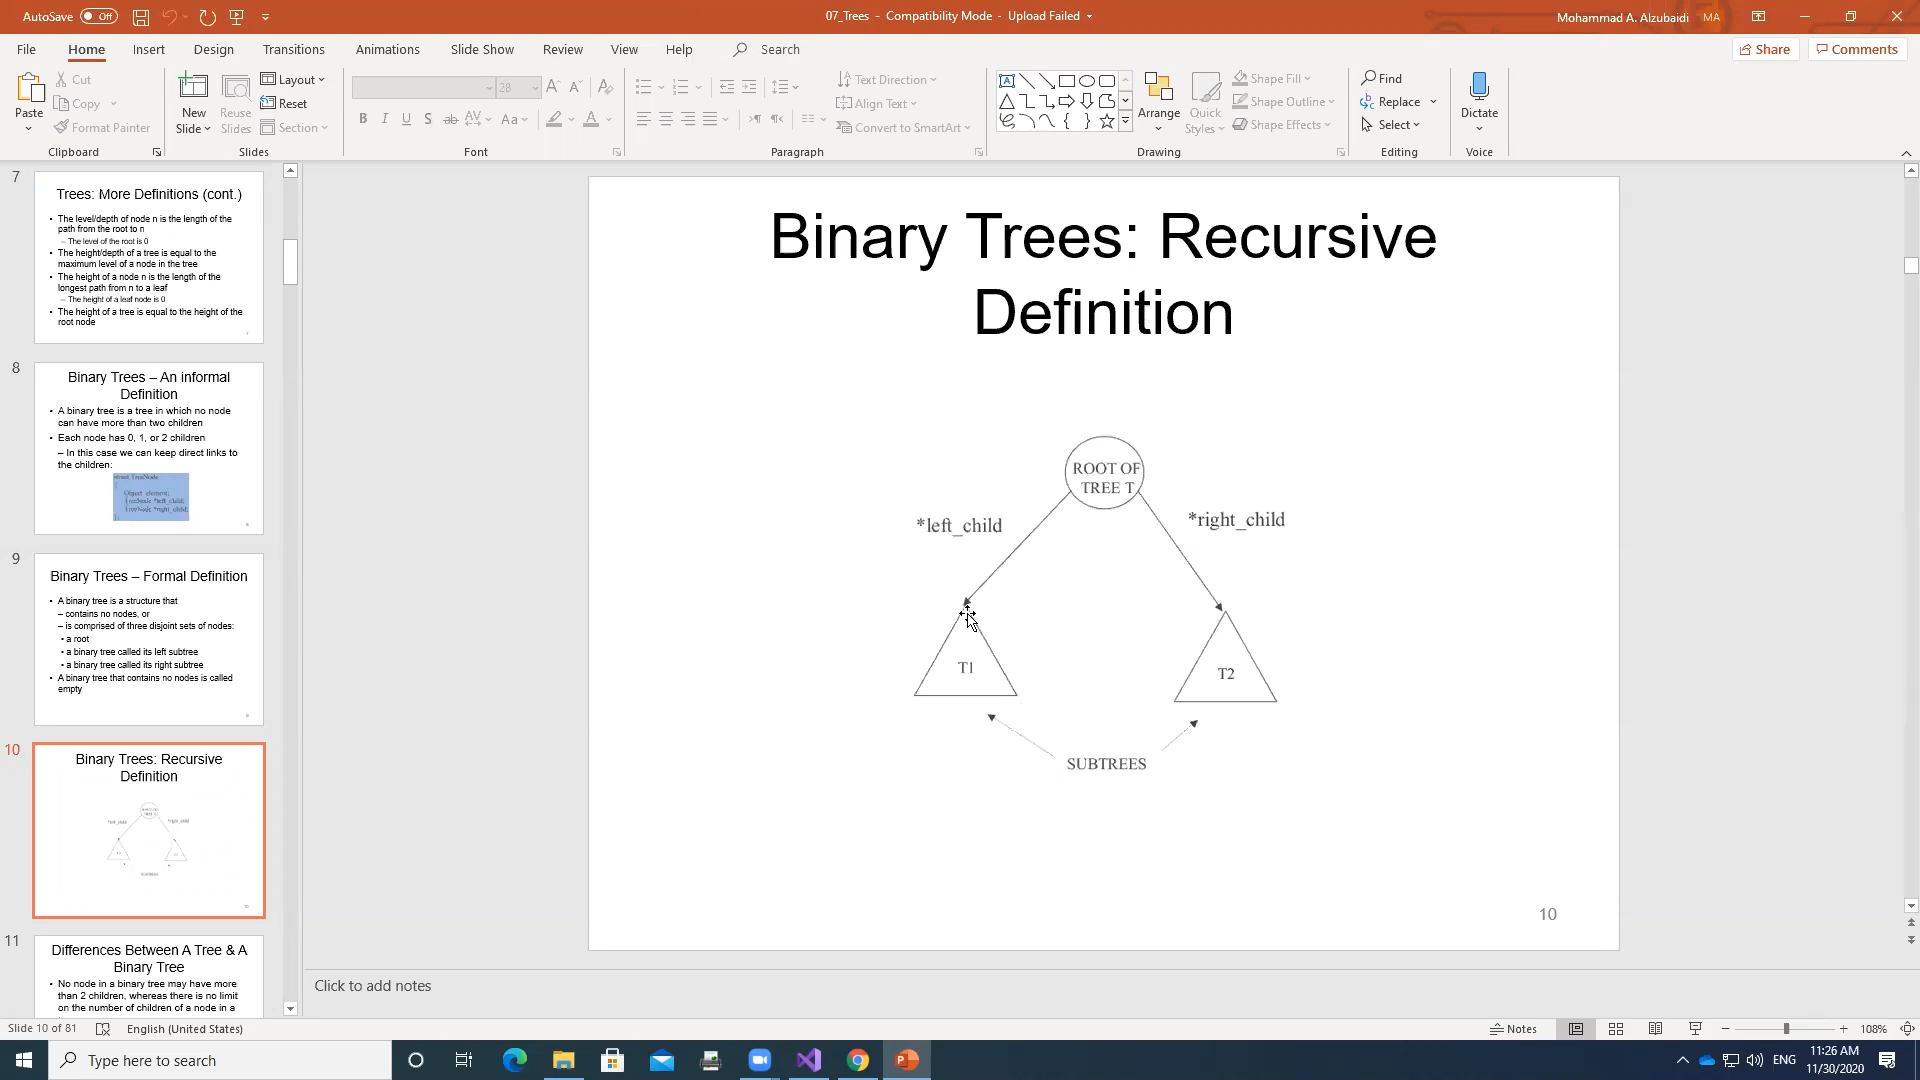 AutoSave Off
07_Trees - Compatibility Mode - Upload Failed
Mohammad A. Alzubaidi MA
File Home Insert Design Transitions Animations Slide Show Review View Help Search
Share Comments
Paste
Cut
Copy
Format Painter
Clipboard
New
Slide
Reuse
Slides
Layout
Reset
Section
Slides
28
B I U S ab AV Aa A
Font
Text Direction
Align Text
Convert to SmartArt
Paragraph
Arrange
Quick
Styles
Shape Fill
Shape Outline
Shape Effects
Drawing
Find
Replace
Select
Editing
Dictate
Voice
7
Trees: More Definitions (cont.)
• The level/depth of node n is the length of the
path from the root to n
– The level of the root is 0
• The height/depth of a tree is equal to the
maximum level of a node in the tree
• The height of a node n is the length of the
longest path from n to a leaf
– The height of a leaf node is 0
• The height of a tree is equal to the height of the
root node
8
Binary Trees – An informal
Definition
• A binary tree is a tree in which no node
can have more than two children
• Each node has 0, 1, or 2 children
– In this case we can keep direct links to
the children:
struct TreeNode
{
Object element;
TreeNode *left_child;
TreeNode *right_child;
9
Binary Trees – Formal Definition
• A binary tree is a structure that
– contains no nodes, or
– is comprised of three disjoint sets of nodes:
• a root
• a binary tree called its left subtree
• a binary tree called its right subtree
• A binary tree that contains no nodes is called
empty
10
Binary Trees: Recursive
Definition
11
Differences Between A Tree & A
Binary Tree
• No node in a binary tree may have more
than 2 children, whereas there is no limit
on the number of children of a node in a
Binary Trees: Recursive
Definition
ROOT OF
TREE T
*left_child
*right_child
T1
T2
SUBTREES
10
Click to add notes
Slide 10 of 81
English (United States)
Notes
108%
Type here to search
ENG
11:26 AM
11/30/2020